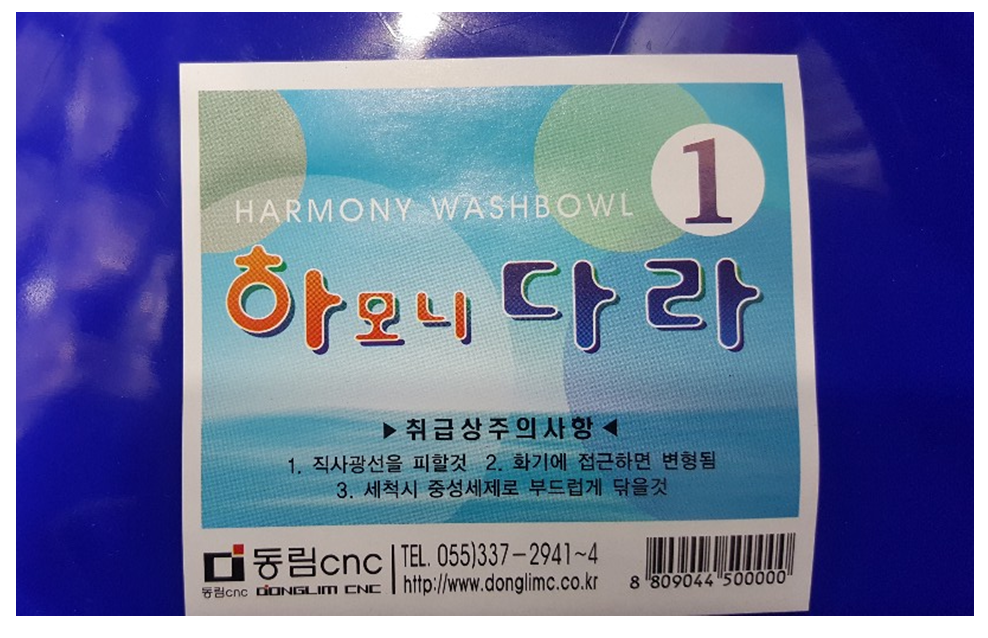 1
HARMONY WASHBOWL
하모니 다라
▶취급상주의사항◀
1. 직사광선을 피할것 2. 화기에 접근하면 변형됨
3. 세척시 중성세제로 부드럽게 닦을것
동림cnc TEL. 055)337-2941~4
동림cnc DONGLIM CNC http://www.donglimc.co.kr
8 809044 500000